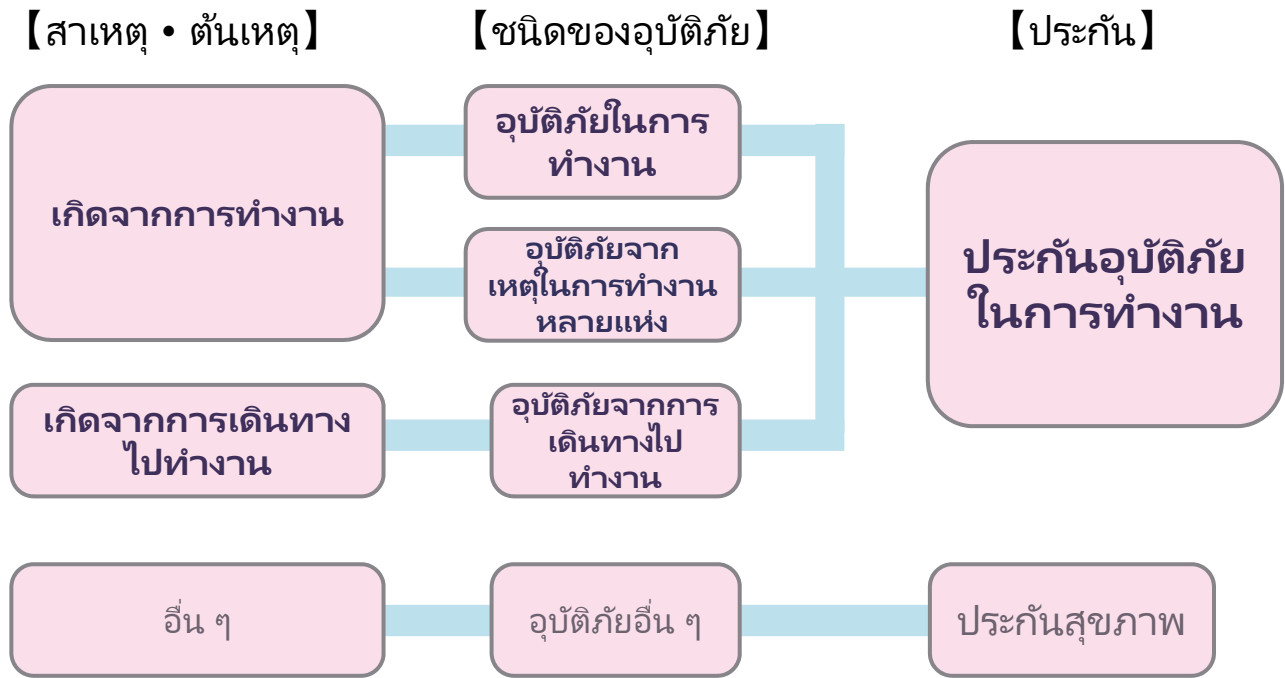 【สาเหตุ • ต้นเหตุ】
【ชนิดของอุบัติภัย】
【ประกัน】
เกิดจากการทำงาน
อุบัติภัยในการ
ทำงาน
อุบัติภัยจาก
เหตุในการทำงาน
หลายแห่ง
ประกันอุบัติภัย
ในการทำงาน
เกิดจากการเดินทาง
ไปทำงาน
อุบัติภัยจากการ
เดินทางไป
ทำงาน
อื่น ๆ
อุบัติภัยอื่น ๆ
ประกันสุขภาพ